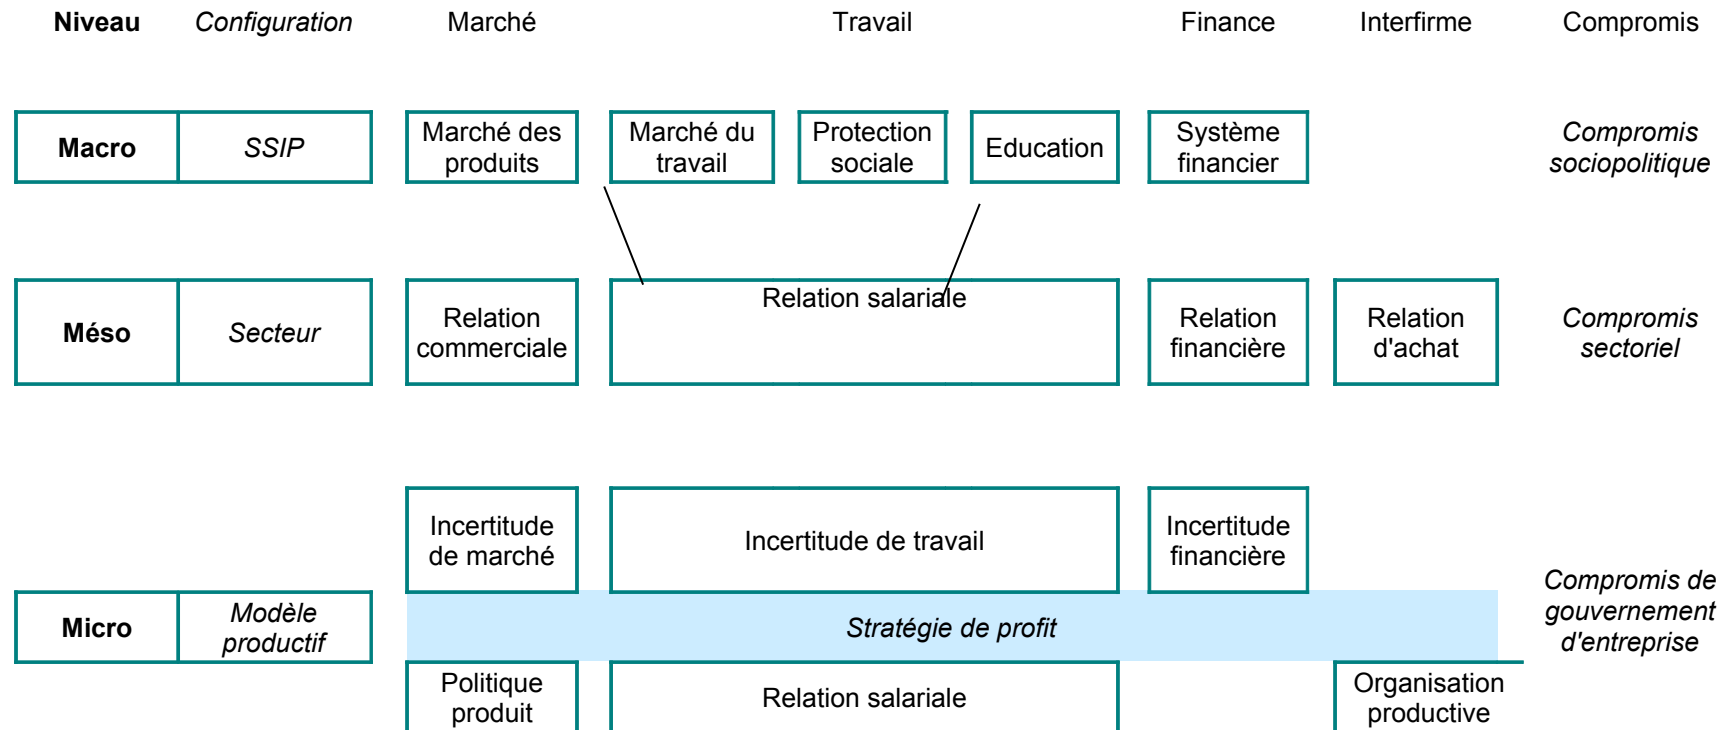 Niveau Configuration Marché Travail Finance Interfirme Compromis
Macro
SSIP
Marché des
produits
Marché du
travail
Protection
sociale
Education
Système
financier
Compromis
sociopolitique
Méso
Secteur
Relation
commerciale
Relation salariale
Relation
financière
Relation
d'achat
Compromis
sectoriel
Incertitude
de marché
Incertitude de travail
Incertitude
financière
Micro
Modèle
productif
Stratégie de profit
Compromis de
gouvernement
d'entreprise
Politique
produit
Relation salariale
Organisation
productive